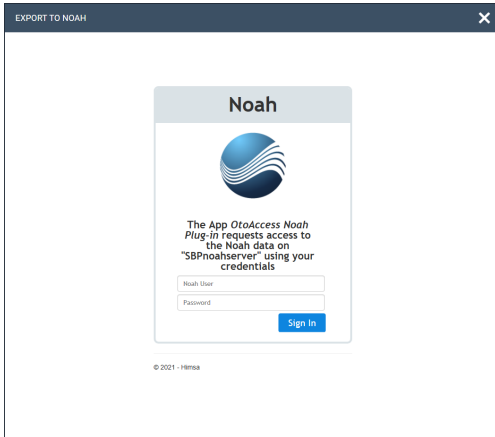 EXPORT TO NOAH
Noah
The App OtoAccess Noah
Plug-in requests access to
the Noah data on
"SBPnoahserver" using your
credentials
Noah User
Password
Sign In
© 2021 - Himsa